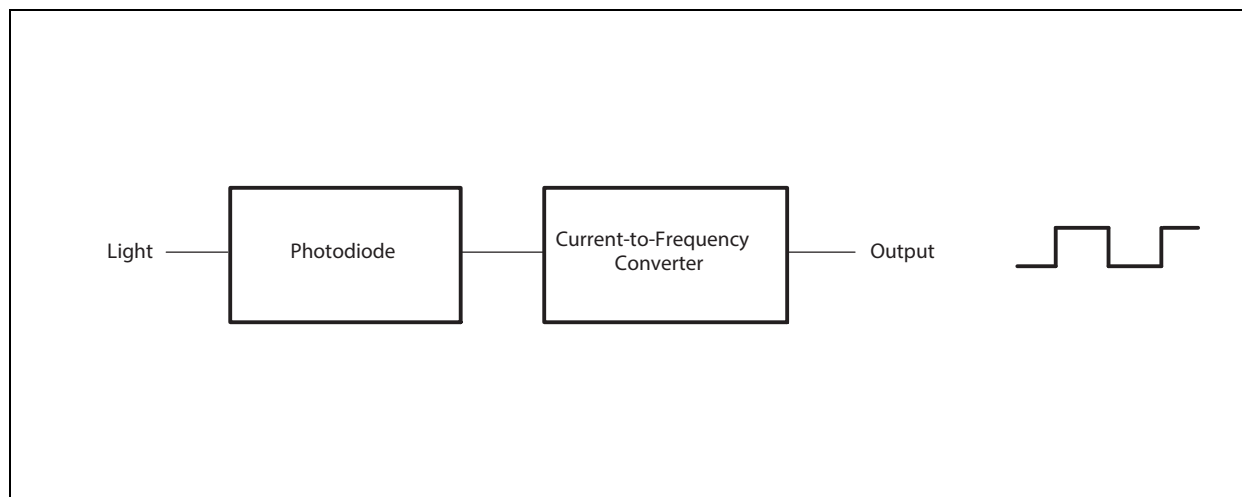 Light
Photodiode
Current-to-Frequency
Converter
Output